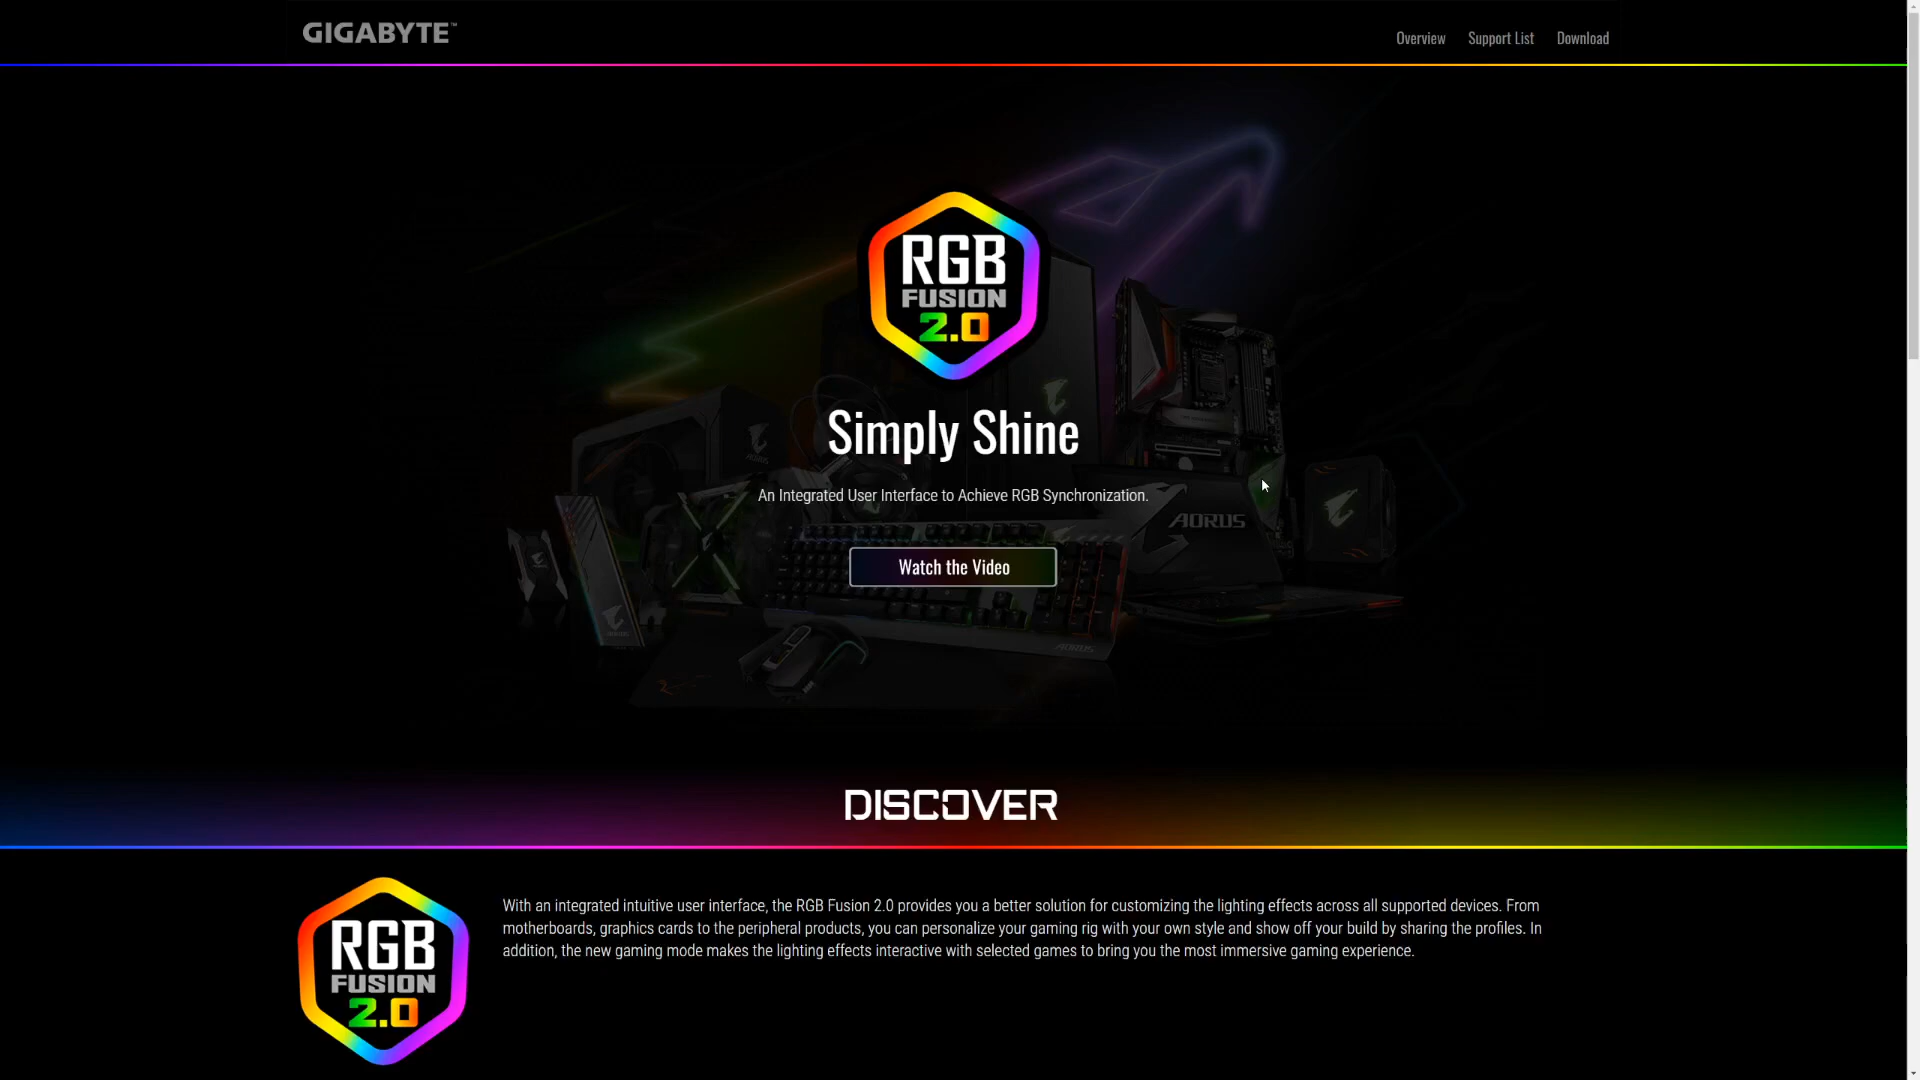 GIGABYTE™
Overview Support List Download
RGB
FUSION
2.0
Simply Shine
An Integrated User Interface to Achieve RGB Synchronization.
AORUS
Watch the Video
AORUS
DISCOVER
RGB
FUSION
2.0
With an integrated intuitive user interface, the RGB Fusion 2.0 provides you a better solution for customizing the lighting effects across all supported devices. From
motherboards, graphics cards to the peripheral products, you can personalize your gaming rig with your own style and show off your build by sharing the profiles. In
addition, the new gaming mode makes the lighting effects interactive with selected games to bring you the most immersive gaming experience.